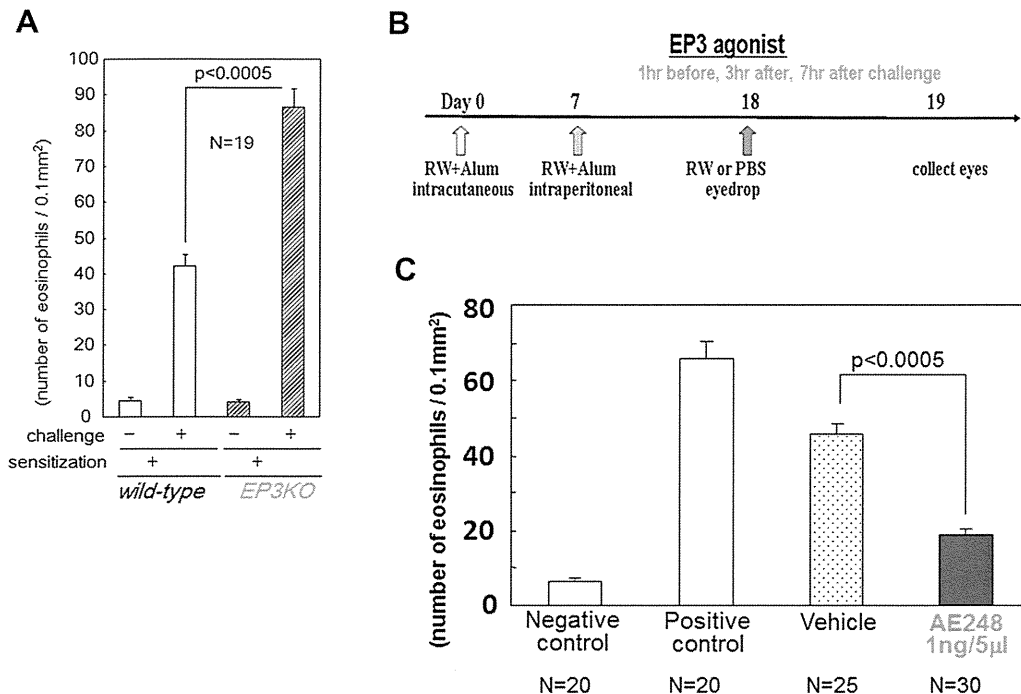 A
(number of eosinophils / 0.1mm²)
100
90
80
70
60
50
40
30
20
10
0
p<0.0005
N=19
challenge − + − +
sensitization + +
wild-type EP3KO
B
EP3 agonist
1hr before, 3hr after, 7hr after challenge
Day 0 7 18 19
RW+Alum intracutaneous
RW+Alum intraperitoneal
RW or PBS eyedrop
collect eyes
C
(number of eosinophils / 0.1mm²)
80
60
40
20
0
p<0.0005
Negative control
Positive control
Vehicle
AE248 1ng/5µl
N=20 N=20 N=25 N=30